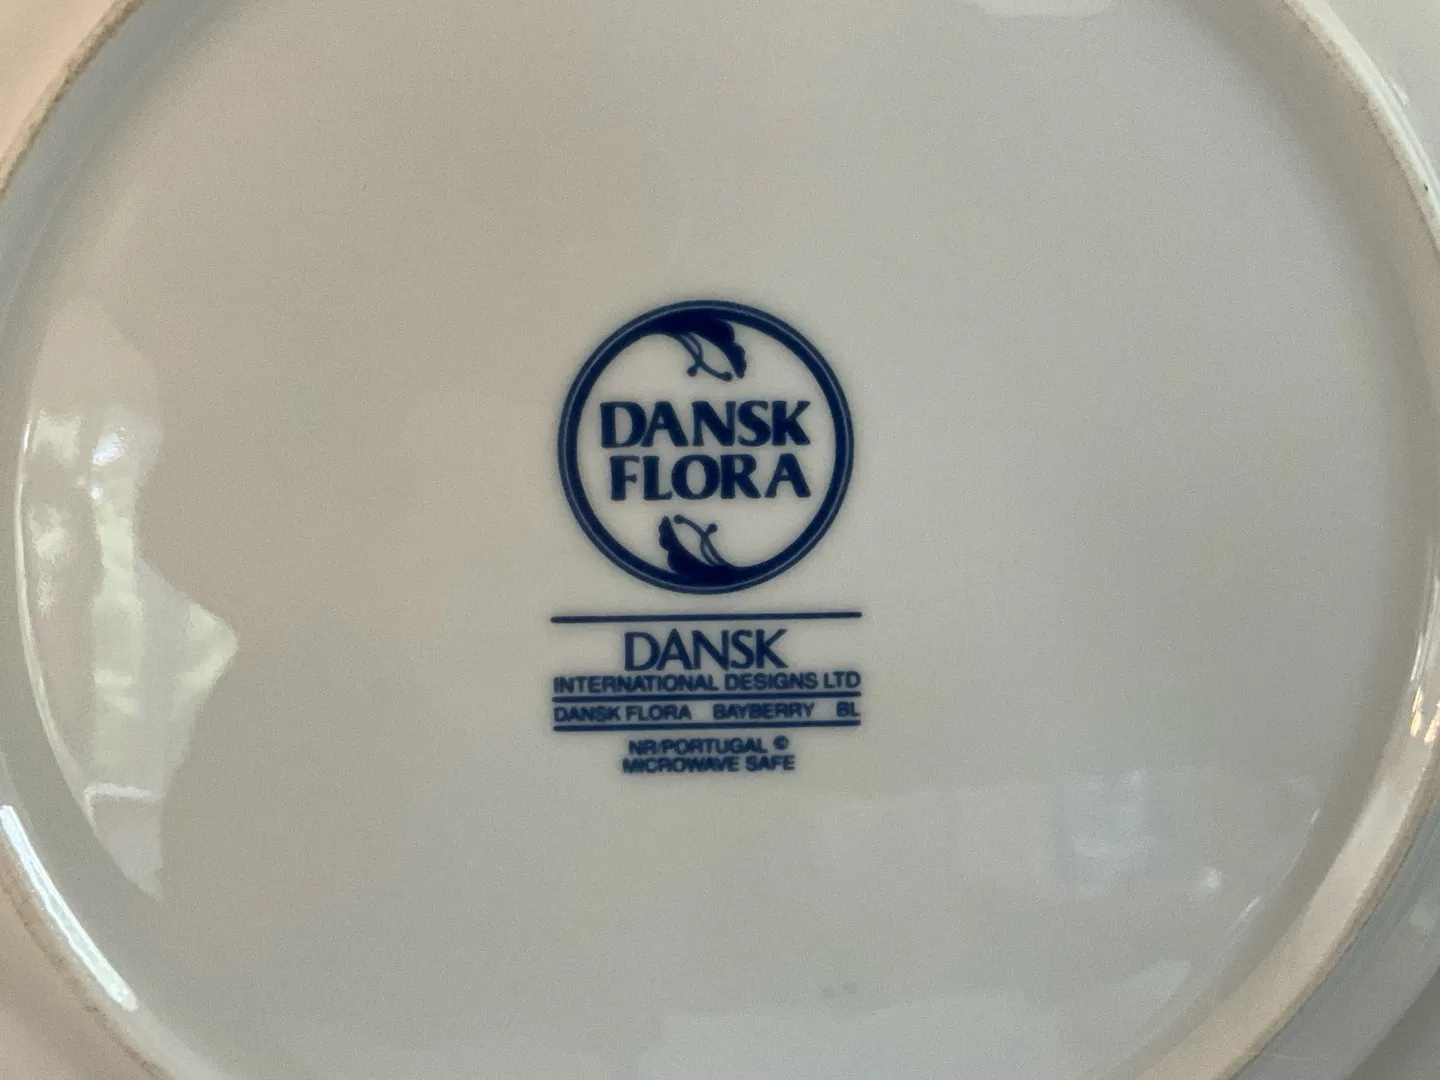 DANSK
FLORA
DANSK
INTERNATIONAL DESIGNS LTD
DANSK FLORA BAYBERRY BL
NR/PORTUGAL ©
MICROWAVE SAFE